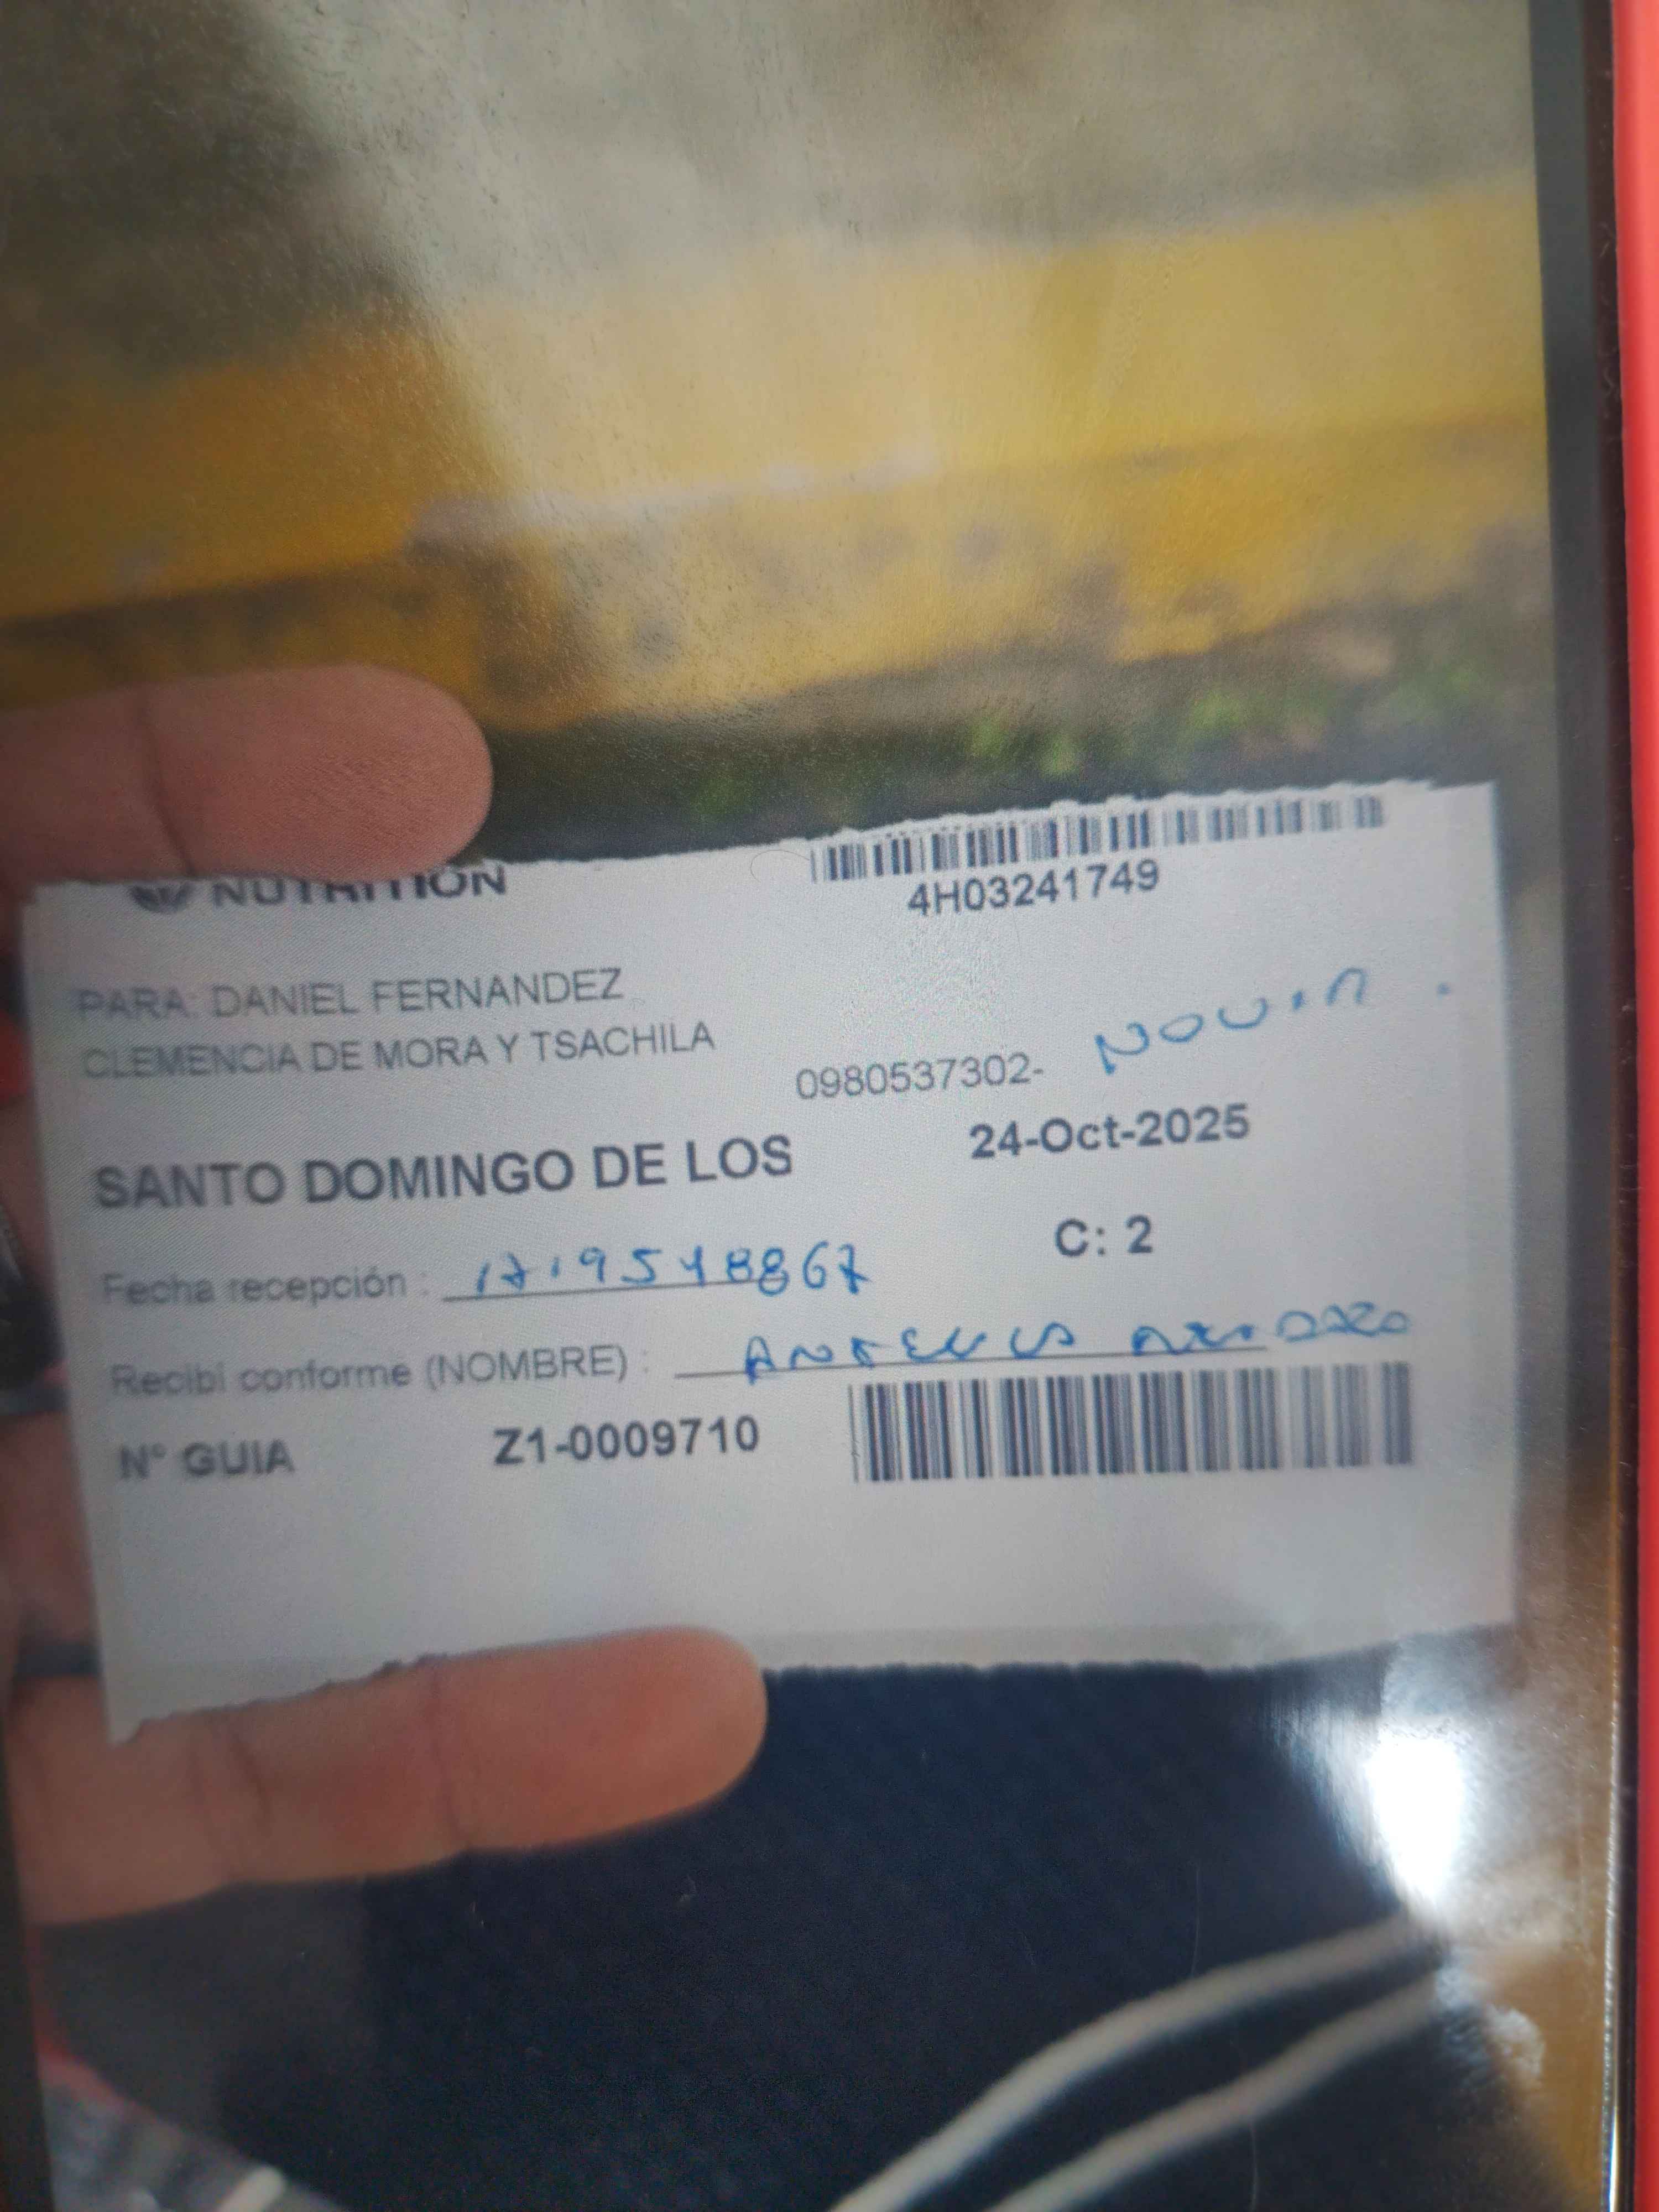 NUTRITION
4H03241749
PARA: DANIEL FERNANDEZ
CLEMENCIA DE MORA Y TSACHILA
0980537302- NOVIA.
SANTO DOMINGO DE LOS
24-Oct-2025
C: 2
Fecha recepción : 1719548867
Recibi conforme (NOMBRE) :
N° GUIA Z1-0009710